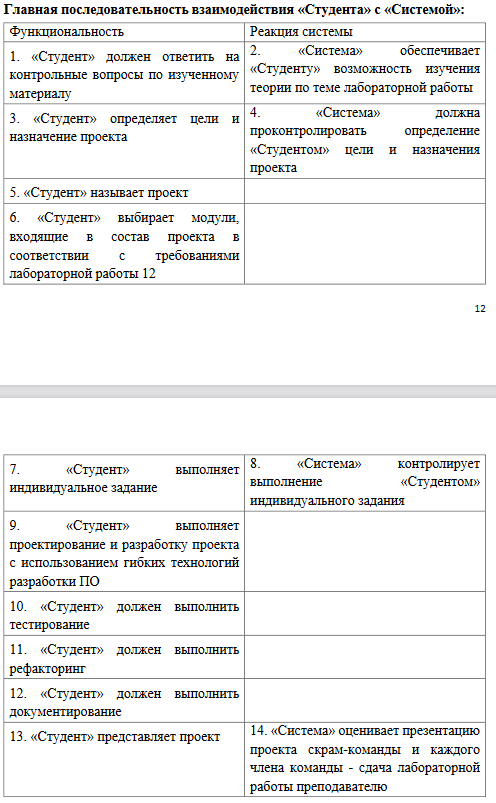 Главная последовательность взаимодействия «Студента» с «Системой»:
Функциональность
Реакция системы
1. «Студент» должен ответить на
контрольные вопросы по изученному
материалу
2. «Система» обеспечивает
«Студенту» возможность изучения
теории по теме лабораторной работы
3. «Студент» определяет цели и
назначение проекта
4. «Система» должна
проконтролировать определение
«Студентом» цели и назначения
проекта
5. «Студент» называет проект
6. «Студент» выбирает модули,
входящие в состав проекта в
соответствии с требованиями
лабораторной работы 12
12
7. «Студент» выполняет
индивидуальное задание
8. «Система» контролирует
выполнение «Студентом»
индивидуального задания
9. «Студент» выполняет
проектирование и разработку проекта
с использованием гибких технологий
разработки ПО
10. «Студент» должен выполнить
тестирование
11. «Студент» должен выполнить
рефакторинг
12. «Студент» должен выполнить
документирование
13. «Студент» представляет проект
14. «Система» оценивает презентацию
проекта скрам-команды и каждого
члена команды - сдача лабораторной
работы преподавателю